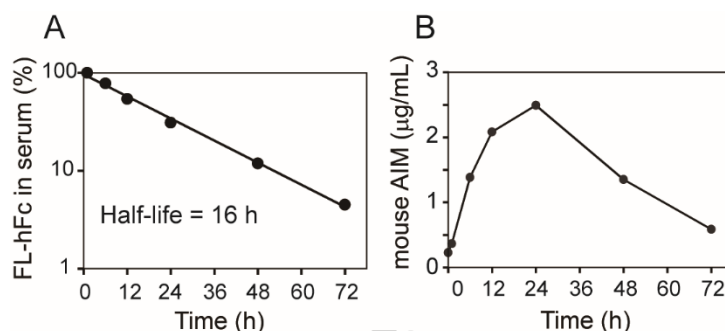 A
FL-hFc in serum (%)
100
10
1
Half-life = 16 h
0 12 24 36 48 60 72
Time (h)
B
mouse AIM (μg/mL)
3
2
1
0
0 12 24 36 48 60 72
Time (h)